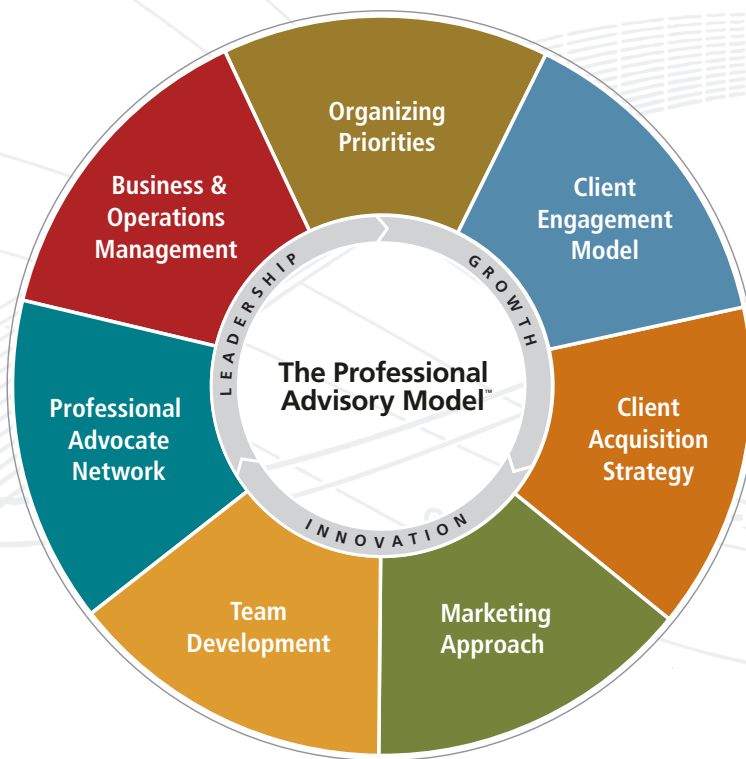 Organizing
Priorities
Client
Engagement
Model
Client
Acquisition
Strategy
Marketing
Approach
Team
Development
Professional
Advocate
Network
Business &
Operations
Management
LEADERSHIP
GROWTH
INNOVATION
The Professional
Advisory Model™